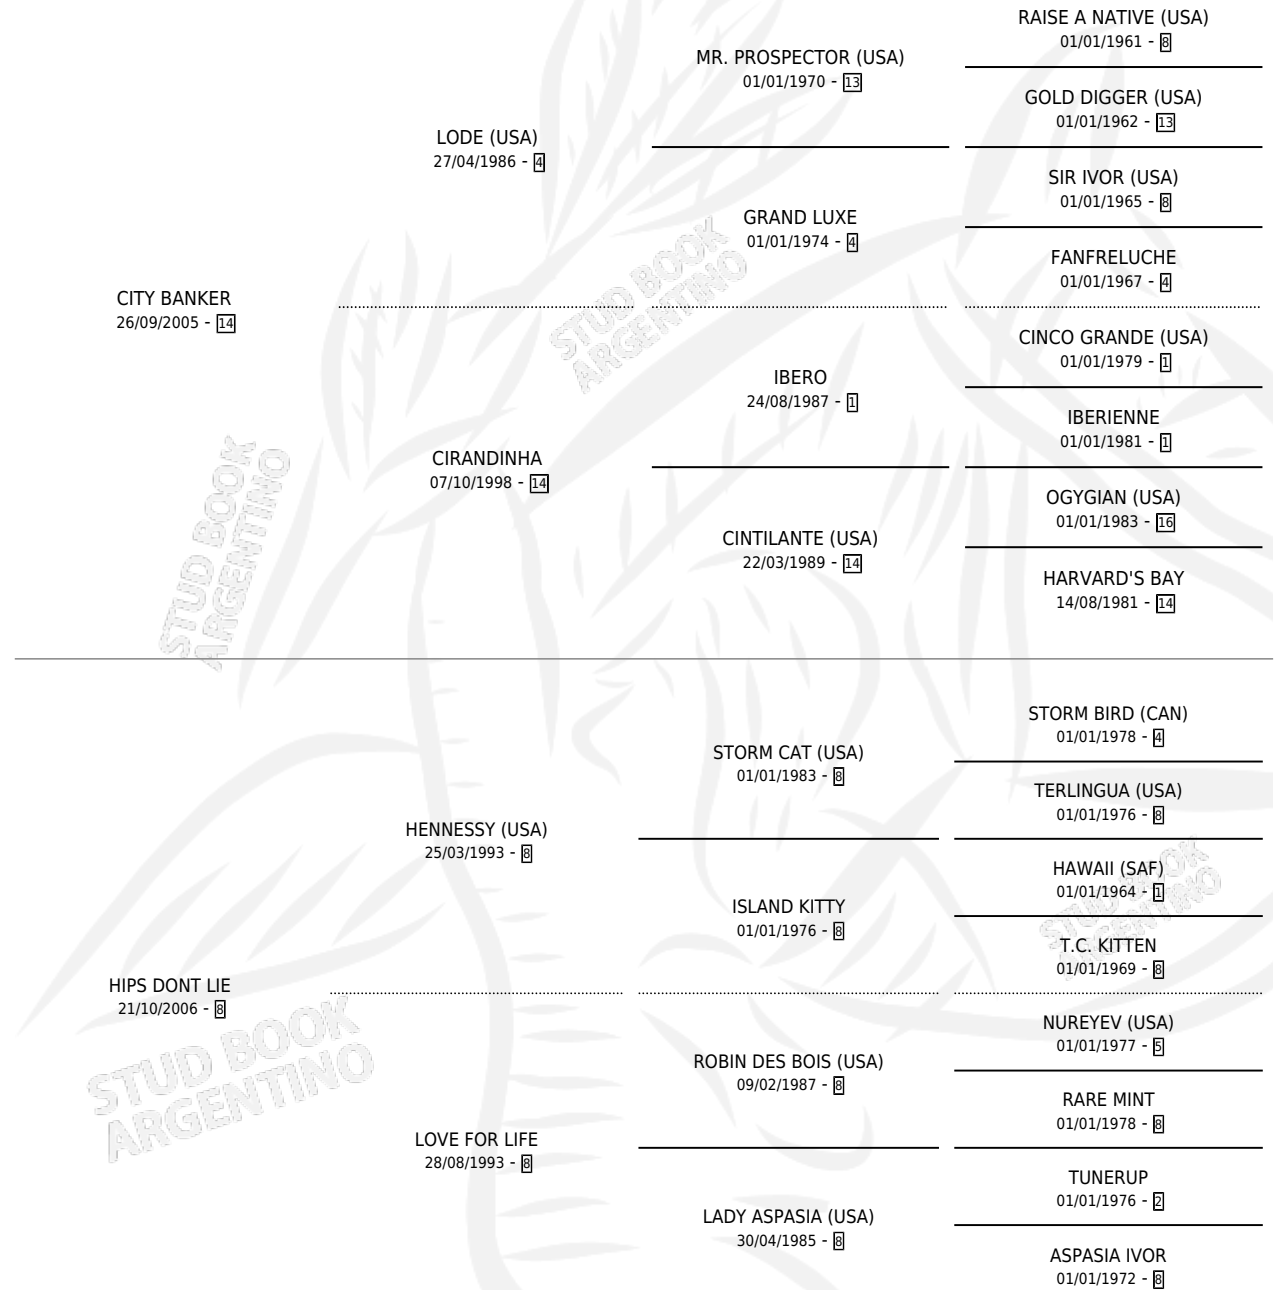 RAISE A NATIVE (USA)
01/01/1961 - 8
MR. PROSPECTOR (USA)
01/01/1970 - 13
GOLD DIGGER (USA)
01/01/1962 - 13
LODE (USA)
27/04/1986 - 4
SIR IVOR (USA)
01/01/1965 - 8
GRAND LUXE
01/01/1974 - 4
FANFRELUCHE
01/01/1967 - 4
CITY BANKER
26/09/2005 - 14
STUD BOOK
ARGENTINO
CINCO GRANDE (USA)
01/01/1979 - 1
IBERO
24/08/1987 - 1
IBERIENNE
01/01/1981 - 1
CIRANDINHA
07/10/1998 - 14
OGYGIAN (USA)
01/01/1983 - 16
CINTILANTE (USA)
22/03/1989 - 14
HARVARD'S BAY
14/08/1981 - 14
STUD BOOK
ARGENTINO
STORM BIRD (CAN)
01/01/1978 - 4
STORM CAT (USA)
01/01/1983 - 8
TERLINGUA (USA)
01/01/1976 - 8
HENNESSY (USA)
25/03/1993 - 8
HAWAII (SAF)
01/01/1964 - 1
ISLAND KITTY
01/01/1976 - 8
STUD BOOK
ARGENTINO
T.C. KITTEN
01/01/1969 - 8
HIPS DONT LIE
21/10/2006 - 8
STUD BOOK
ARGENTINO
NUREYEV (USA)
01/01/1977 - 5
ROBIN DES BOIS (USA)
09/02/1987 - 8
RARE MINT
01/01/1978 - 8
LOVE FOR LIFE
28/08/1993 - 8
TUNERUP
01/01/1976 - 2
LADY ASPASIA (USA)
30/04/1985 - 8
ASPASIA IVOR
01/01/1972 - 8